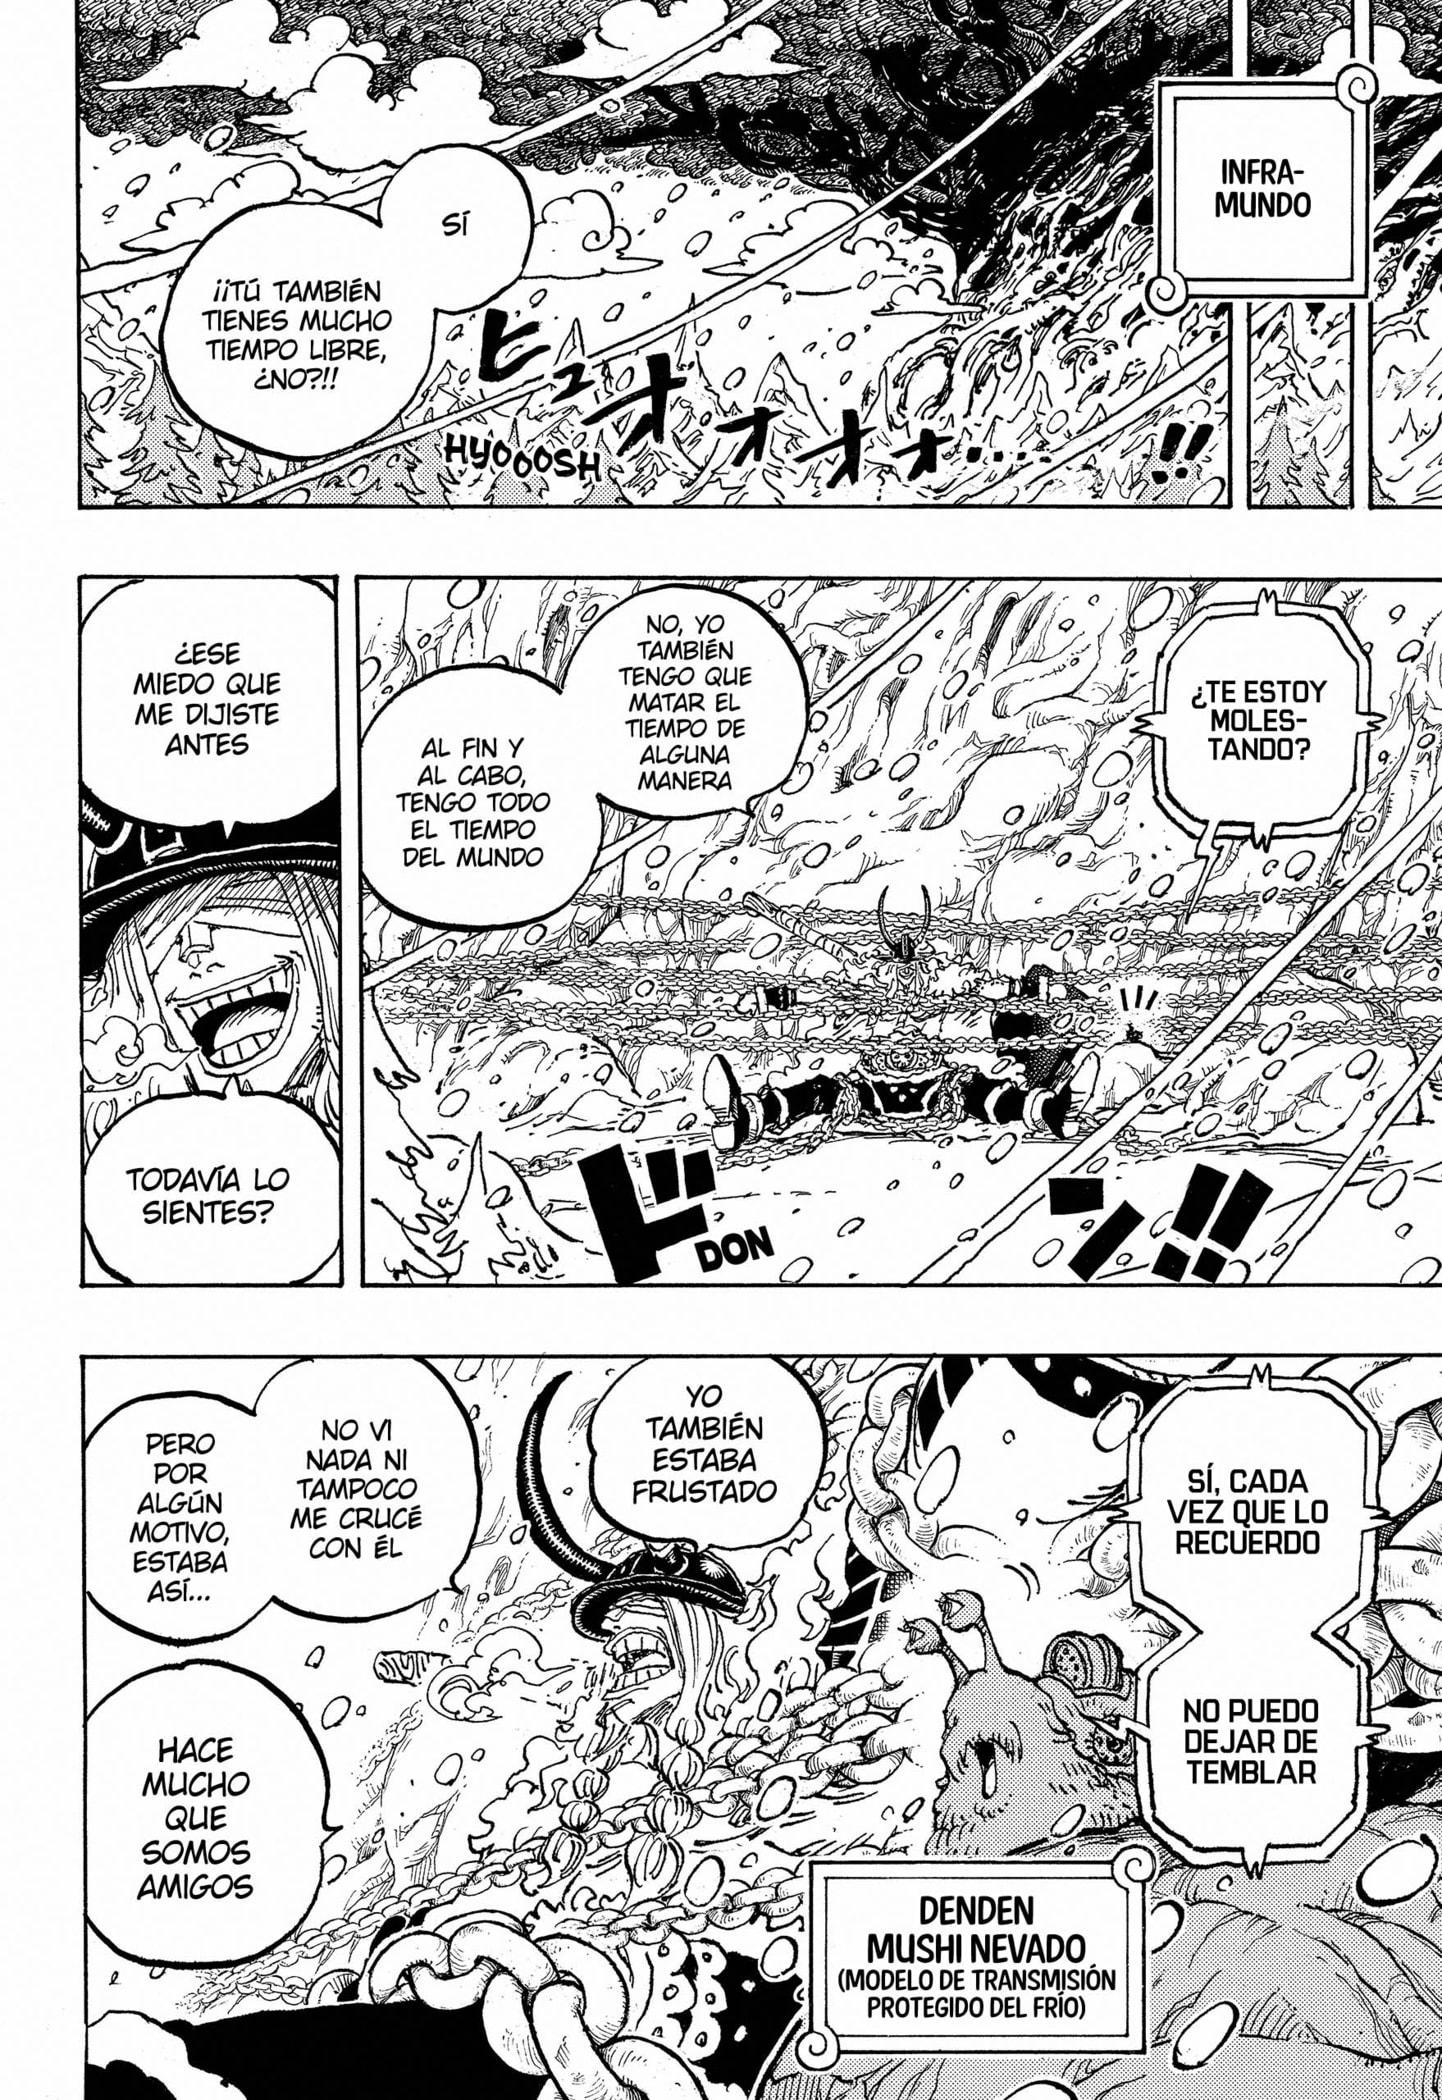 INFRA-
MUNDO
SÍ
¡¡TÚ TAMBIÉN
TIENES MUCHO
TIEMPO LIBRE,
¿NO?!!
ヒュオオオオ....!!
HYOOOSH
¿TE ESTOY
MOLES-
TANDO?
NO, YO
TAMBIÉN
TENGO QUE
MATAR EL
TIEMPO DE
ALGUNA
MANERA
AL FIN Y
AL CABO,
TENGO TODO
EL TIEMPO
DEL MUNDO
ドン!!
DON
¿ESE
MIEDO QUE
ME DIJISTE
ANTES
TODAVÍA LO
SIENTES?
SÍ, CADA
VEZ QUE LO
RECUERDO
NO PUEDO
DEJAR DE
TEMBLAR
DENDEN
MUSHI NEVADO
(MODELO DE TRANSMISIÓN
PROTEGIDO DEL FRÍO)
YO
TAMBIÉN
ESTABA
FRUSTADO
NO VI
NADA NI
TAMPOCO
ME CRUCÉ
CON ÉL
PERO
POR
ALGÚN
MOTIVO,
ESTABA
ASÍ...
HACE
MUCHO
QUE
SOMOS
AMIGOS